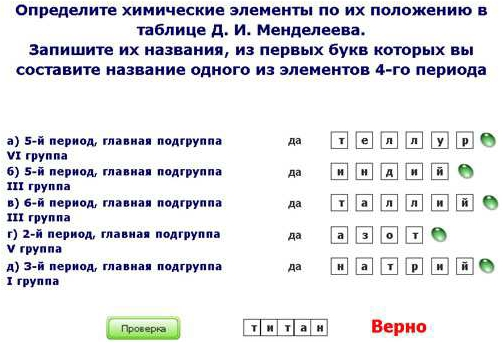 Определите химические элементы по их положению в
таблице Д. И. Менделеева.
Запишите их названия, из первых букв которых вы
составите название одного из элементов 4-го периода
а) 5-й период, главная подгруппа да т е л л у р
VI группа
б) 5-й период, главная подгруппа да и н д и й
III группа
в) 6-й период, главная подгруппа да т а л л и й
III группа
г) 2-й период, главная подгруппа да а з о т
V группа
д) 3-й период, главная подгруппа да н а т р и й
I группа
Проверка т и т а н Верно